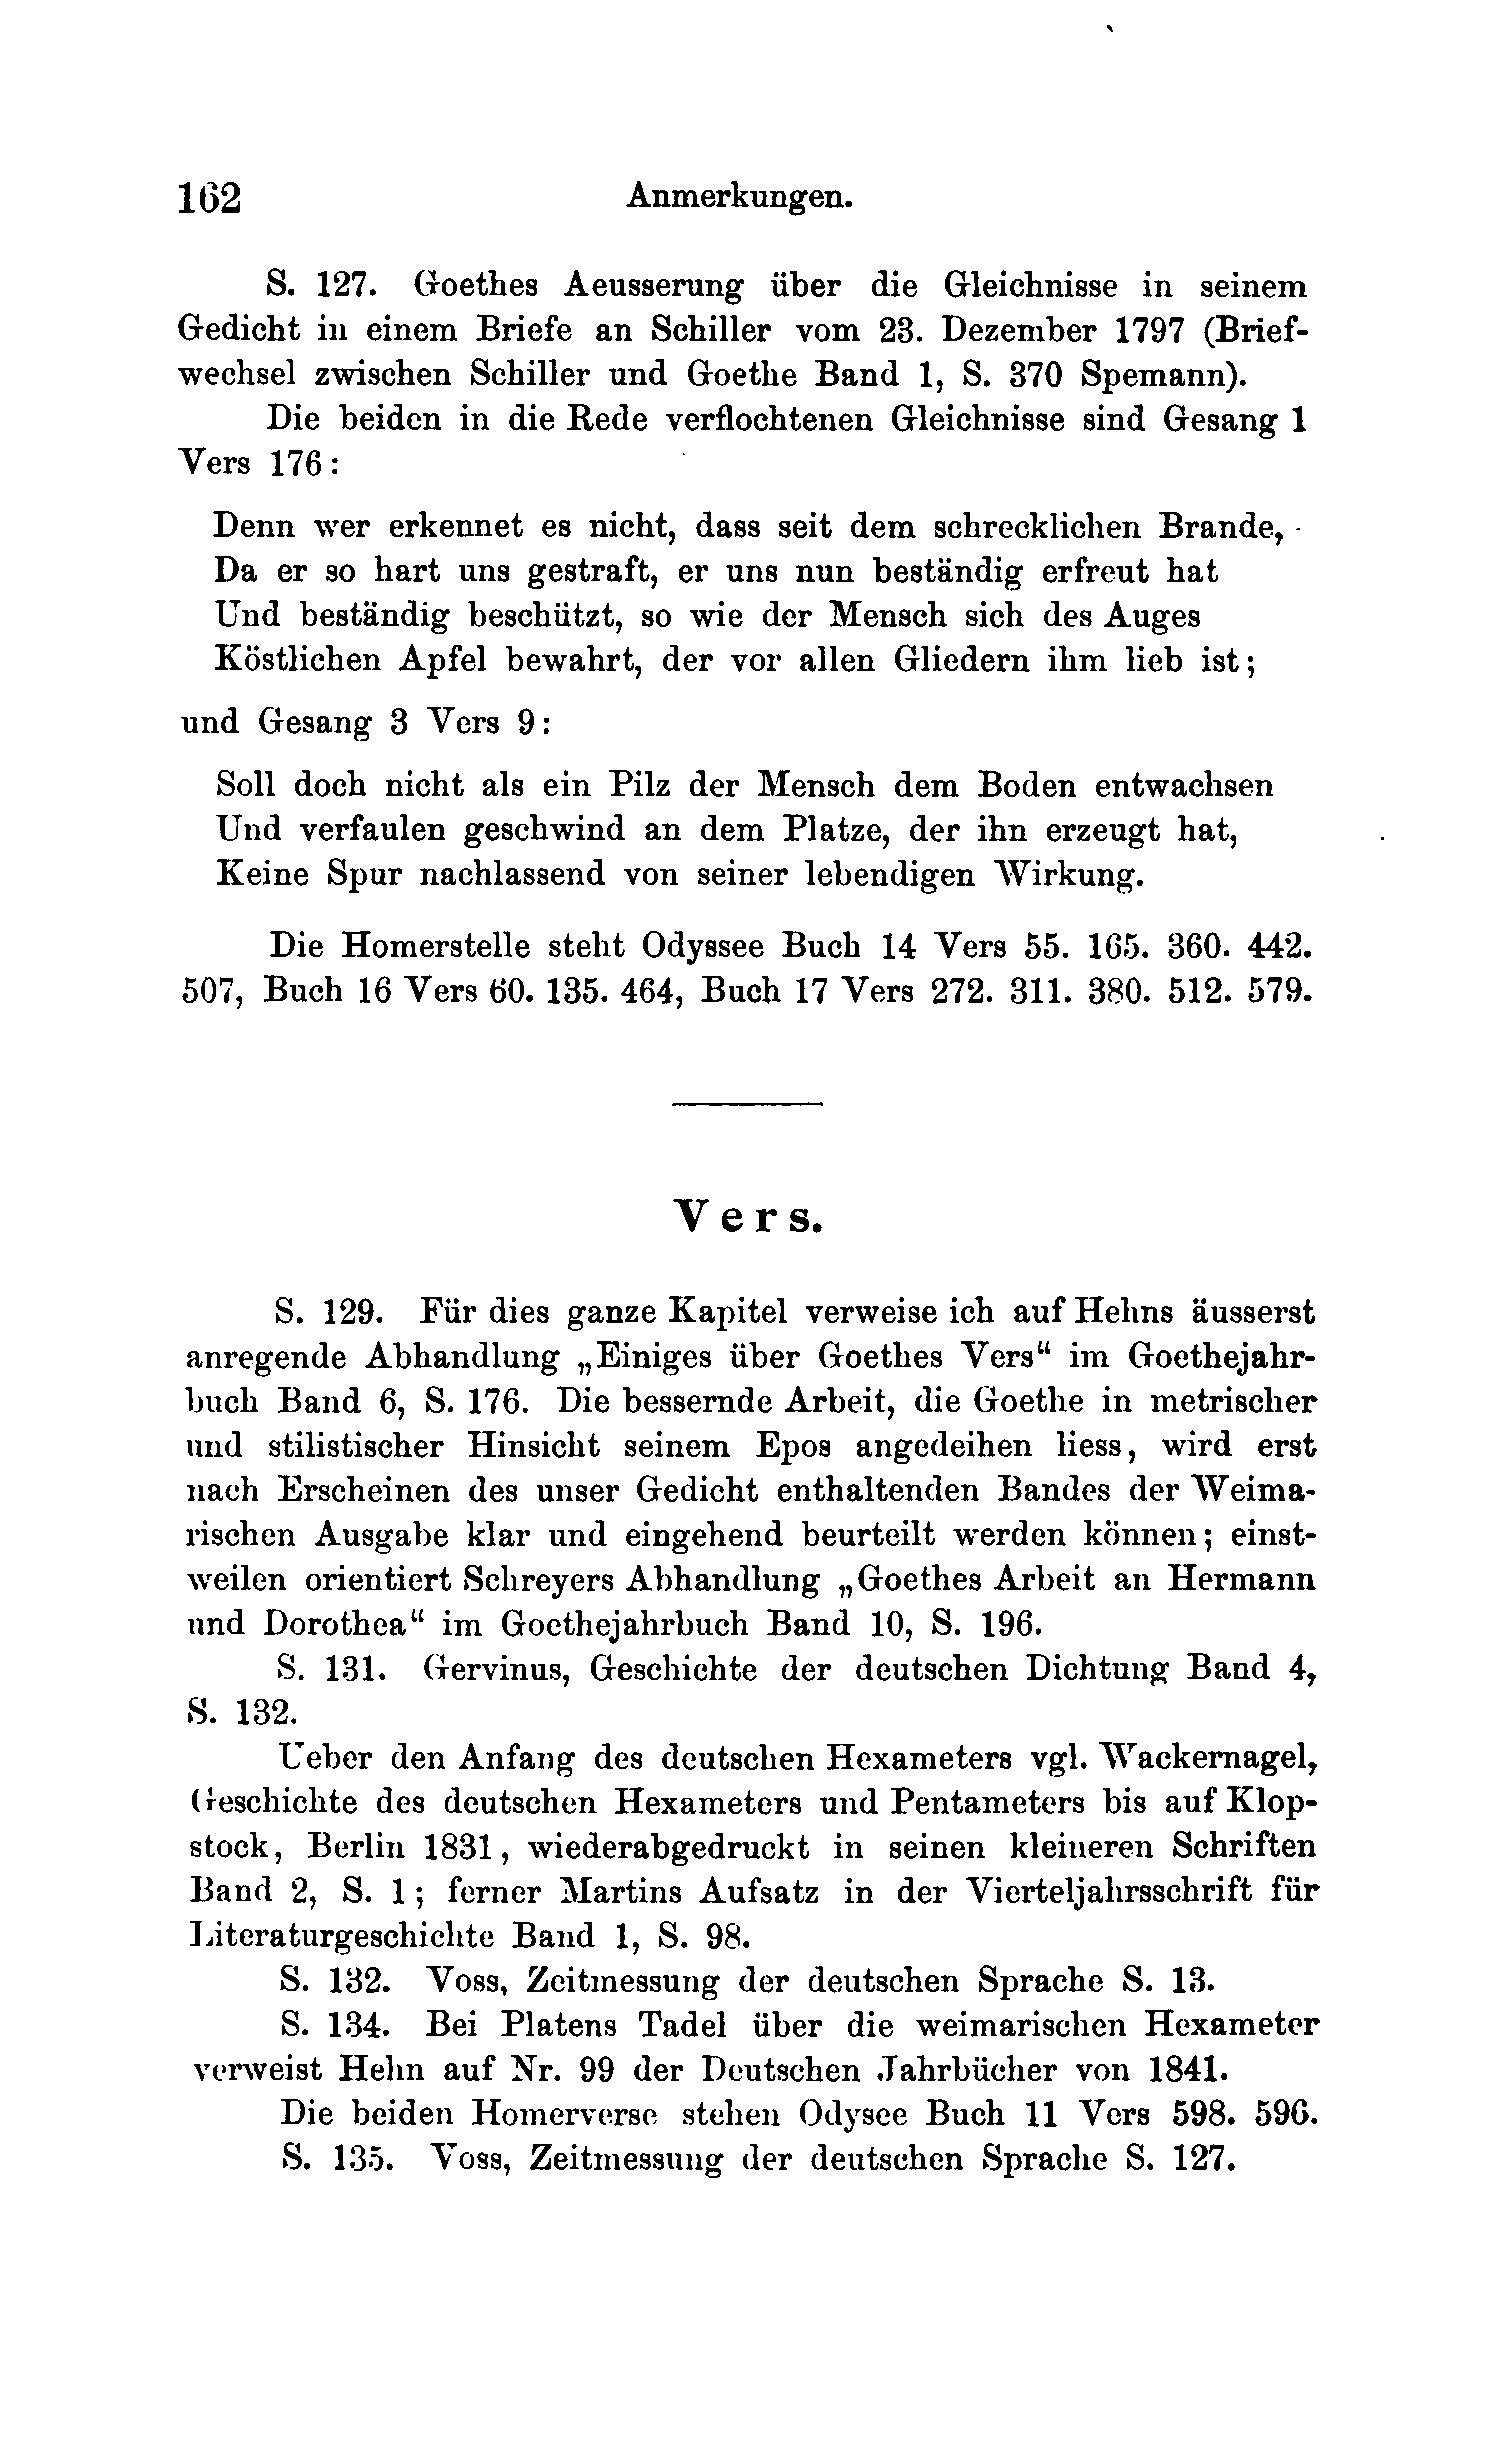 162 Anmerkungen.
S. 127. Goethes Aeusserung über die Gleichnisse in seinem
Gedicht in einem Briefe an Schiller vom 23. Dezember 1797 (Brief-
wechsel zwischen Schiller und Goethe Band 1, S. 370 Spemann).
Die beiden in die Rede verflochtenen Gleichnisse sind Gesang 1
Vers 176:
Denn wer erkennet es nicht, dass seit dem schrecklichen Brande,
Da er so hart uns gestraft, er uns nun beständig erfreut hat
Und beständig beschützt, so wie der Mensch sich des Auges
Köstlichen Apfel bewahrt, der vor allen Gliedern ihm lieb ist;
und Gesang 3 Vers 9:
Soll doch nicht als ein Pilz der Mensch dem Boden entwachsen
Und verfaulen geschwind an dem Platze, der ihn erzeugt hat,
Keine Spur nachlassend von seiner lebendigen Wirkung.
Die Homerstelle steht Odyssee Buch 14 Vers 55. 165. 360. 442.
507, Buch 16 Vers 60. 135. 464, Buch 17 Vers 272. 311. 380. 512. 579.
Vers.
S. 129. Für dies ganze Kapitel verweise ich auf Hehns äusserst
anregende Abhandlung „Einiges über Goethes Vers“ im Goethejahr-
buch Band 6, S. 176. Die bessernde Arbeit, die Goethe in metrischer
und stilistischer Hinsicht seinem Epos angedeihen liess, wird erst
nach Erscheinen des unser Gedicht enthaltenden Bandes der Weima-
rischen Ausgabe klar und eingehend beurteilt werden können; einst-
weilen orientiert Schreyers Abhandlung „Goethes Arbeit an Hermann
und Dorothea“ im Goethejahrbuch Band 10, S. 196.
S. 131. Gervinus, Geschichte der deutschen Dichtung Band 4,
S. 132.
Ueber den Anfang des deutschen Hexameters vgl. Wackernagel,
Geschichte des deutschen Hexameters und Pentameters bis auf Klop-
stock, Berlin 1831, wiederabgedruckt in seinen kleineren Schriften
Band 2, S. 1; ferner Martins Aufsatz in der Vierteljahrsschrift für
Literaturgeschichte Band 1, S. 98.
S. 132. Voss, Zeitmessung der deutschen Sprache S. 13.
S. 134. Bei Platens Tadel über die weimarischen Hexameter
verweist Hehn auf Nr. 99 der Deutschen Jahrbücher von 1841.
Die beiden Homerverse stehen Odysee Buch 11 Vers 598. 596.
S. 135. Voss, Zeitmessung der deutschen Sprache S. 127.